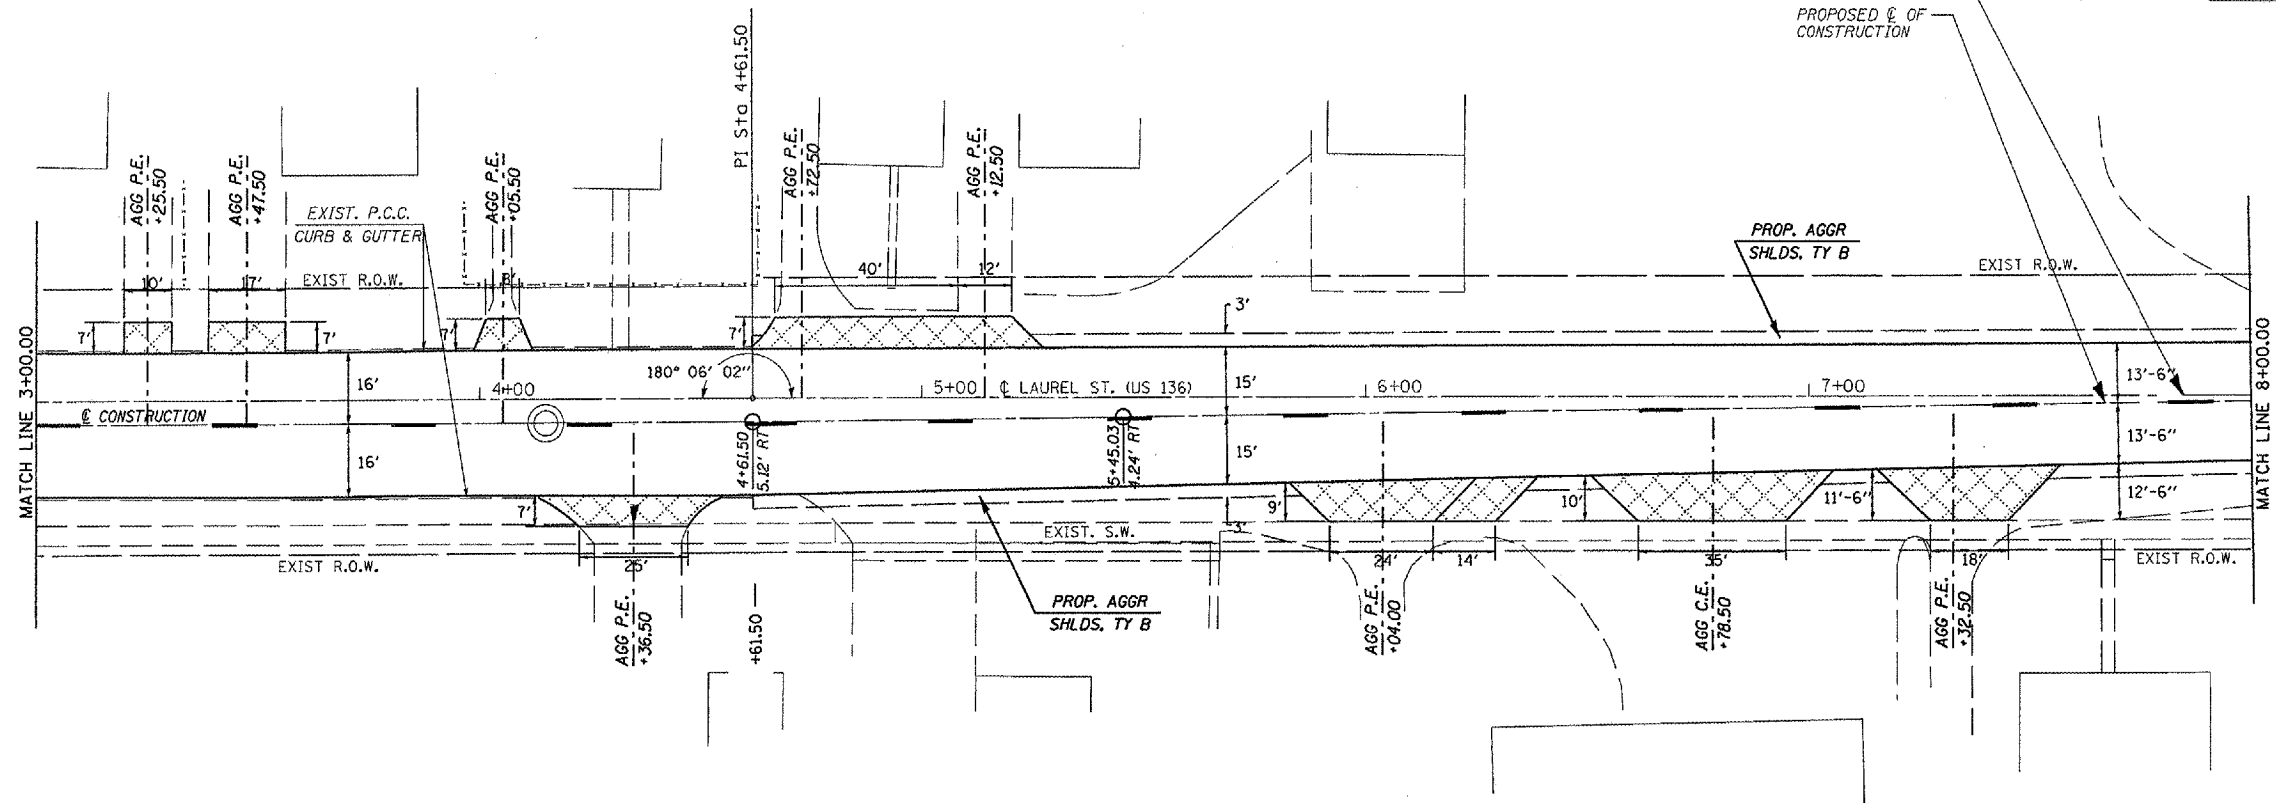 PROPOSED ℄ OF
CONSTRUCTION
PI Sta 4+61.50
AGG P.E.
+25.50
AGG P.E.
+47.50
AGG P.E.
+05.50
AGG P.E.
+72.50
AGG P.E.
+12.50
EXIST. P.C.C.
CURB & GUTTER
PROP. AGGR
SHLDS. TY B
EXIST R.O.W.
EXIST R.O.W.
10'
17'
8'
40'
12'
3'
7'
7'
7'
7'
MATCH LINE 3+00.00
MATCH LINE 8+00.00
180° 06' 02"
16'
4+00
5+00
℄ LAUREL ST. (US 136)
15'
6+00
7+00
13'-6"
℄ CONSTRUCTION
16'
4+61.50
5.12' RT
5+45.03
4.24' RT
15'
13'-6"
7'
9'
10'
11'-6"
12'-6"
3'
EXIST. S.W.
EXIST R.O.W.
25'
24'
14'
35'
18'
EXIST R.O.W.
PROP. AGGR
SHLDS. TY B
AGG P.E.
+36.50
+61.50
AGG P.E.
+04.00
AGG C.E.
+78.50
AGG P.E.
+32.50